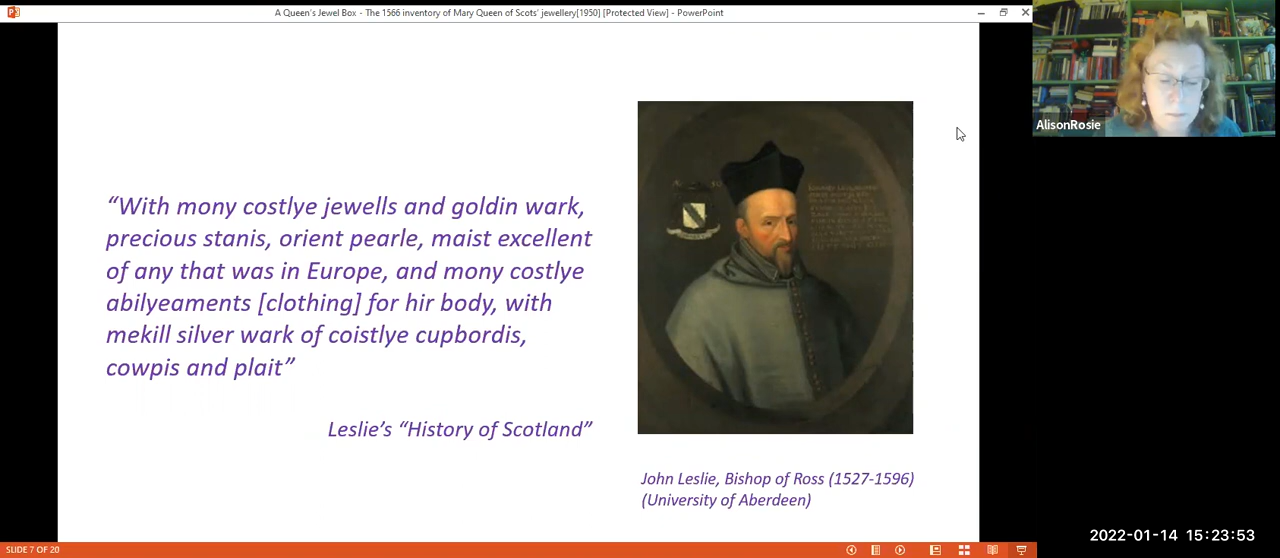 A Queen's Jewel Box - The 1566 inventory of Mary Queen of Scots' jewellery[1950] [Protected View] - PowerPoint
AlisonRosie
“With mony costlye jewells and goldin wark,
precious stanis, orient pearle, maist excellent
of any that was in Europe, and mony costlye
abilyeaments [clothing] for hir body, with
mekill silver wark of coistlye cupbordis,
cowpis and plait”
Leslie’s “History of Scotland”
John Leslie, Bishop of Ross (1527-1596)
(University of Aberdeen)
2022-01-14 15:23:53
SLIDE 7 OF 20